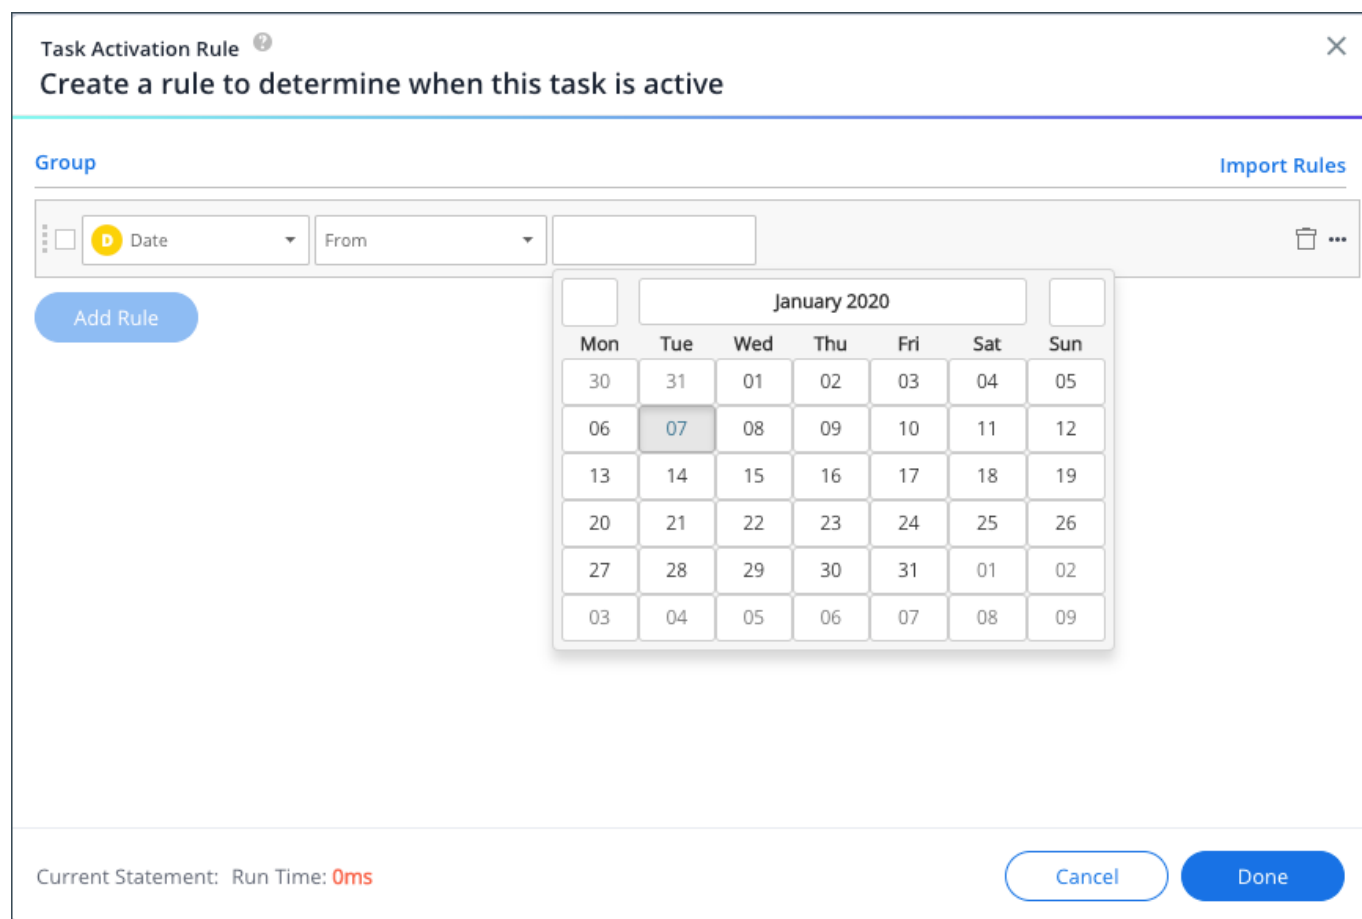 Task Activation Rule ?
Create a rule to determine when this task is active
Group
Import Rules
D Date From
Add Rule
January 2020
Mon Tue Wed Thu Fri Sat Sun
30 31 01 02 03 04 05
06 07 08 09 10 11 12
13 14 15 16 17 18 19
20 21 22 23 24 25 26
27 28 29 30 31 01 02
03 04 05 06 07 08 09
Current Statement: Run Time: 0ms
Cancel
Done